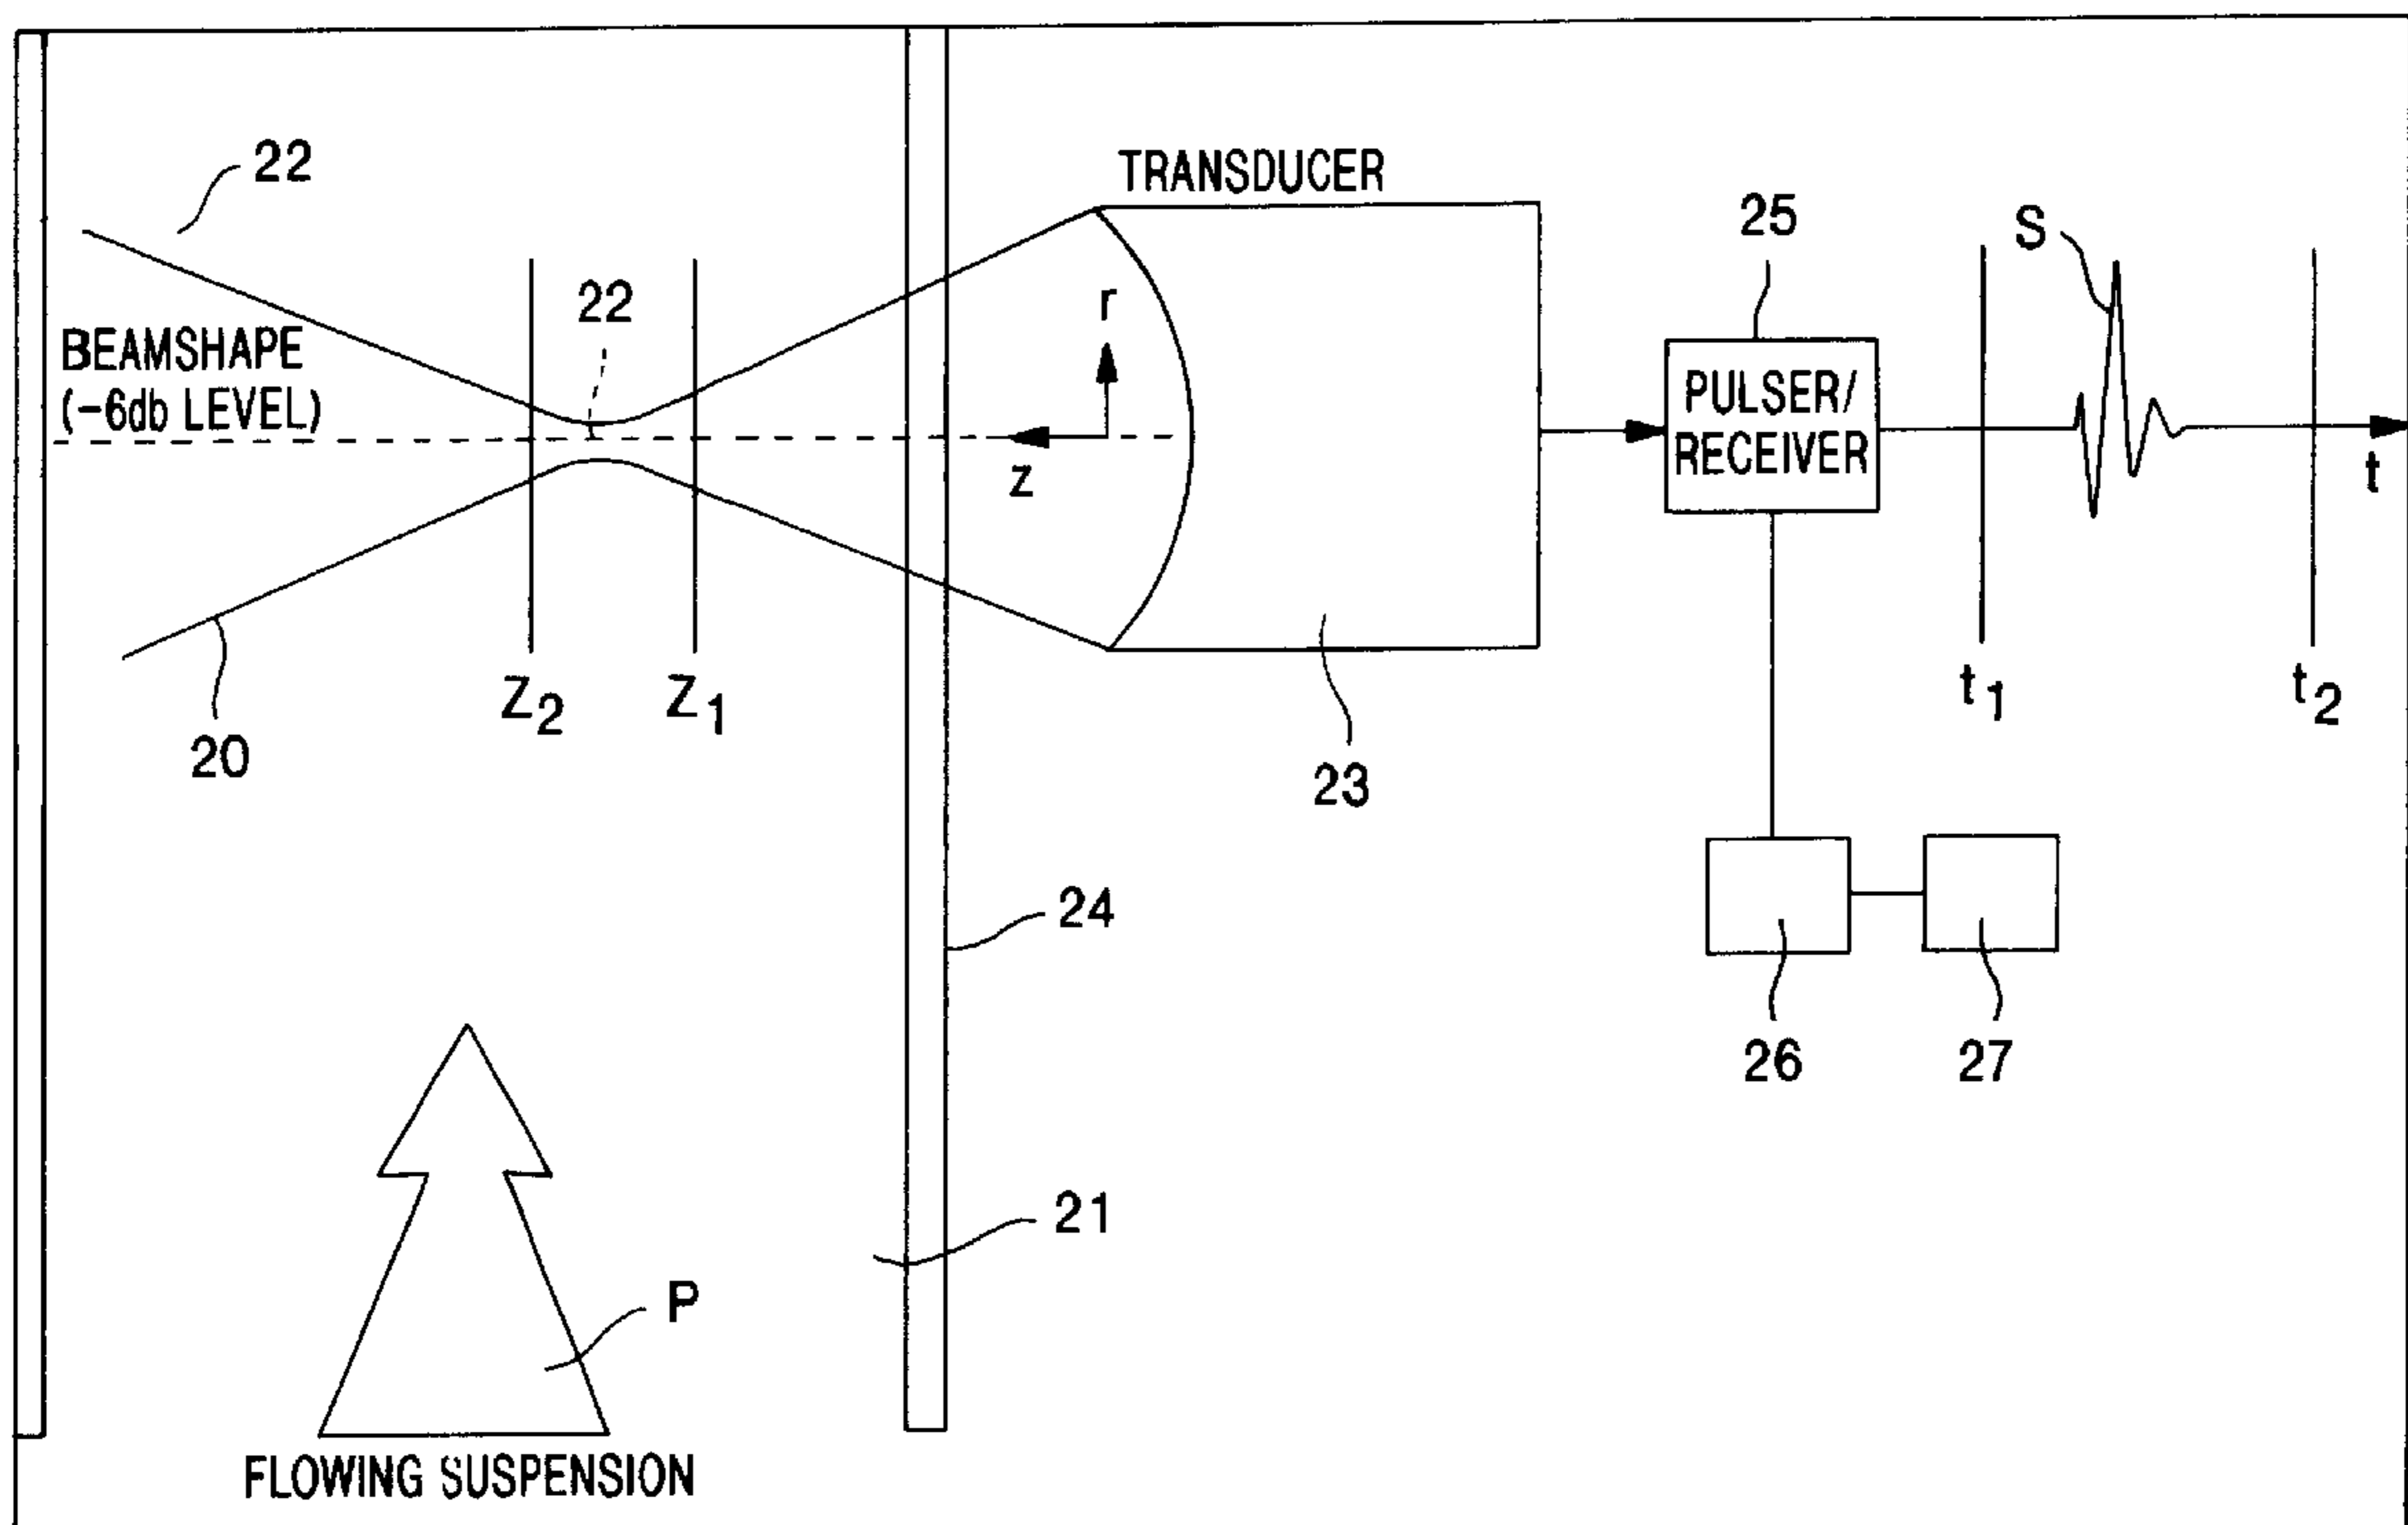 22
TRANSDUCER
25
S
22
r
BEAMSHAPE
(-6db LEVEL)
PULSER/
RECEIVER
z
t
Z2
Z1
t1
t2
20
23
24
26
27
21
P
FLOWING SUSPENSION